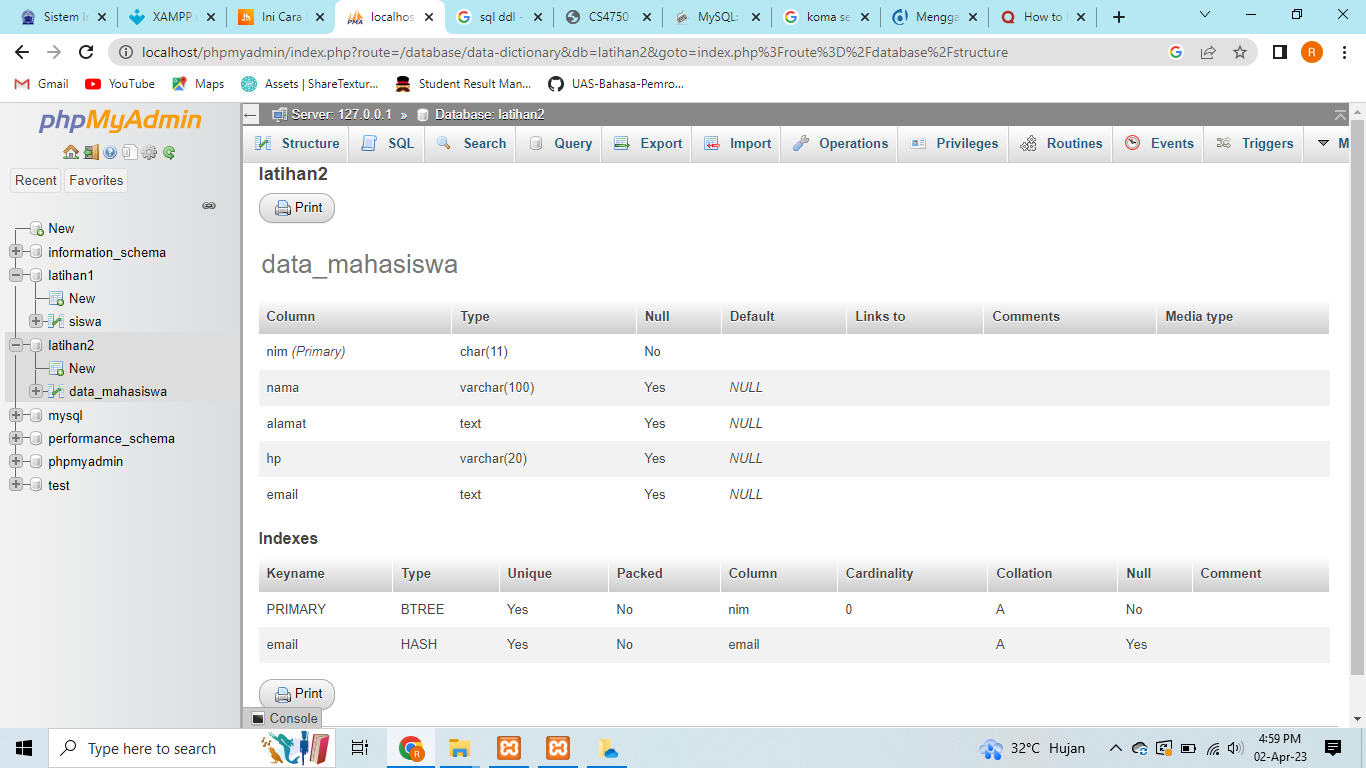 Sistem In
XAMPP
Ini Cara
localhos
sql ddl -
CS4750
MySQL:
koma se
Mengga
How to
localhost/phpmyadmin/index.php?route=/database/data-dictionary&db=latihan2&goto=index.php%3Froute%3D%2Fdatabase%2Fstructure
R
Gmail
YouTube
Maps
Assets | ShareTextur...
Student Result Man...
UAS-Bahasa-Pemro...
phpMyAdmin
Recent
Favorites
New
information_schema
latihan1
New
siswa
latihan2
New
data_mahasiswa
mysql
performance_schema
phpmyadmin
test
Server: 127.0.0.1 » Database: latihan2
Structure SQL Search Query Export Import Operations Privileges Routines Events Triggers M
latihan2
Print
data_mahasiswa
Column Type Null Default Links to Comments Media type
nim (Primary) char(11) No
nama varchar(100) Yes NULL
alamat text Yes NULL
hp varchar(20) Yes NULL
email text Yes NULL
Indexes
Keyname Type Unique Packed Column Cardinality Collation Null Comment
PRIMARY BTREE Yes No nim 0 A No
email HASH Yes No email A Yes
Print
Console
Type here to search
32°C Hujan
4:59 PM
02-Apr-23